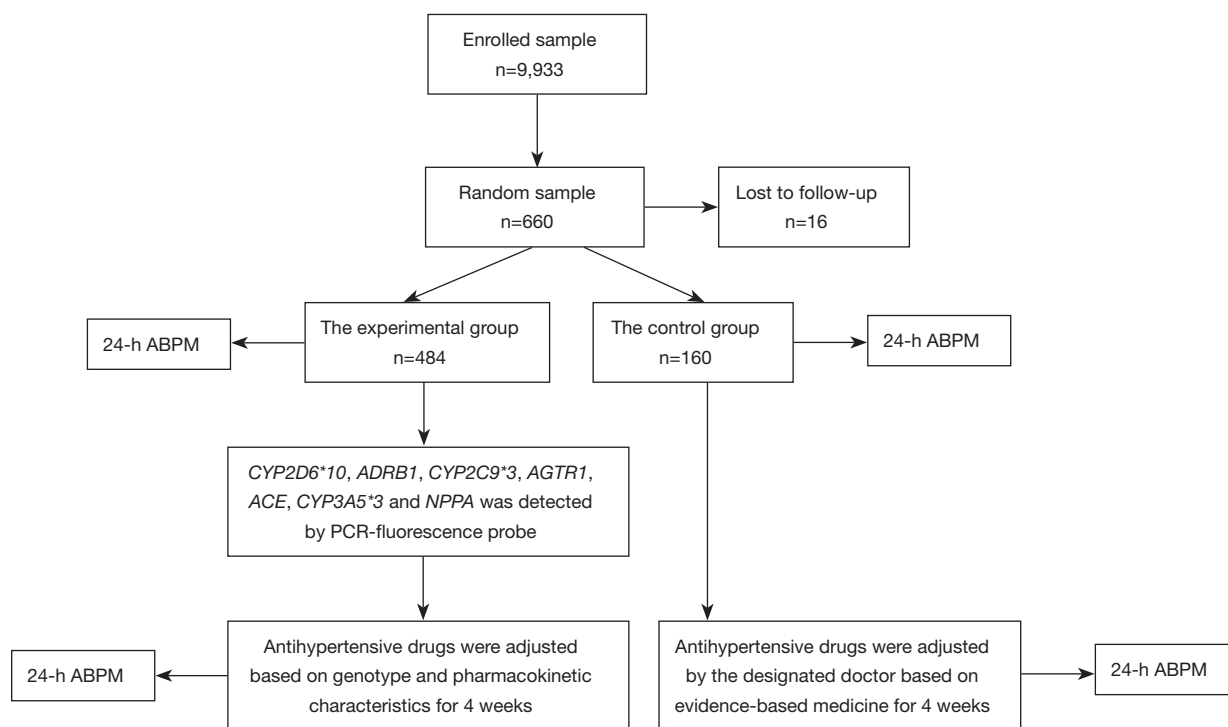 Enrolled sample
n=9,933
Random sample
n=660
Lost to follow-up
n=16
24-h ABPM
The experimental group
n=484
The control group
n=160
24-h ABPM
CYP2D6*10, ADRB1, CYP2C9*3, AGTR1,
ACE, CYP3A5*3 and NPPA was detected
by PCR-fluorescence probe
24-h ABPM
Antihypertensive drugs were adjusted
based on genotype and pharmacokinetic
characteristics for 4 weeks
Antihypertensive drugs were adjusted
by the designated doctor based on
evidence-based medicine for 4 weeks
24-h ABPM